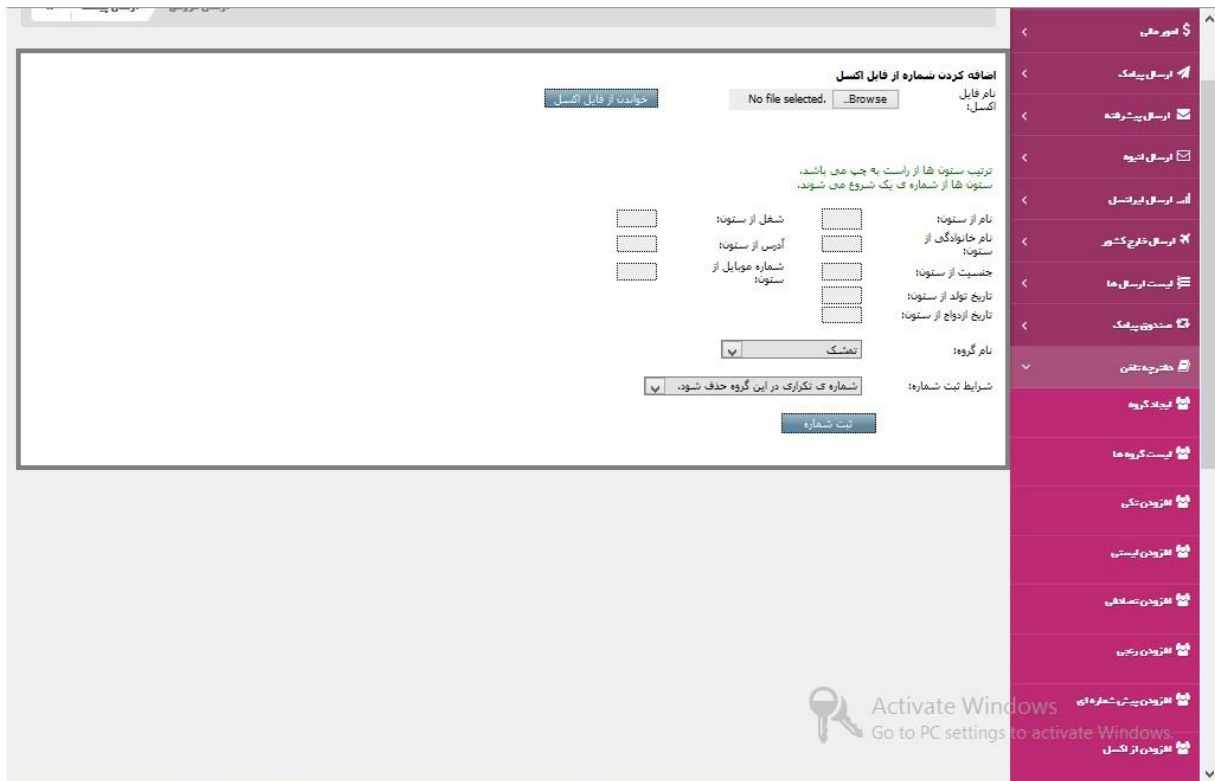 $ امور مالی
ارسال پیامک
ارسال پیشرفته
ارسال انبوه
ارسال ایرانسل
ارسال خارج کشور
لیست ارسال ها
صندوق پیامک
دفترچه تلفن
ایجاد گروه
لیست گروه ها
افزودن تکی
افزودن لیستی
افزودن تصادفی
افزودن رنجی
افزودن پیش شماره ای
افزودن از اکسل
اضافه کردن شماره از فایل اکسل
نام فایل
اکسل:
Browse..
No file selected.
خواندن از فایل اکسل
ترتیب ستون ها از راست به چپ می باشد.
ستون ها از شماره ی یک شروع می شوند.
نام از ستون:
شغل از ستون:
نام خانوادگی از
ستون:
آدرس از ستون:
جنسیت از ستون:
شماره موبایل از
ستون:
تاریخ تولد از ستون:
تاریخ ازدواج از ستون:
نام گروه:
تمشک
شرایط ثبت شماره:
شماره ی تکراری در این گروه حذف شود.
ثبت شماره
Activate Windows
Go to PC settings to activate Windows.